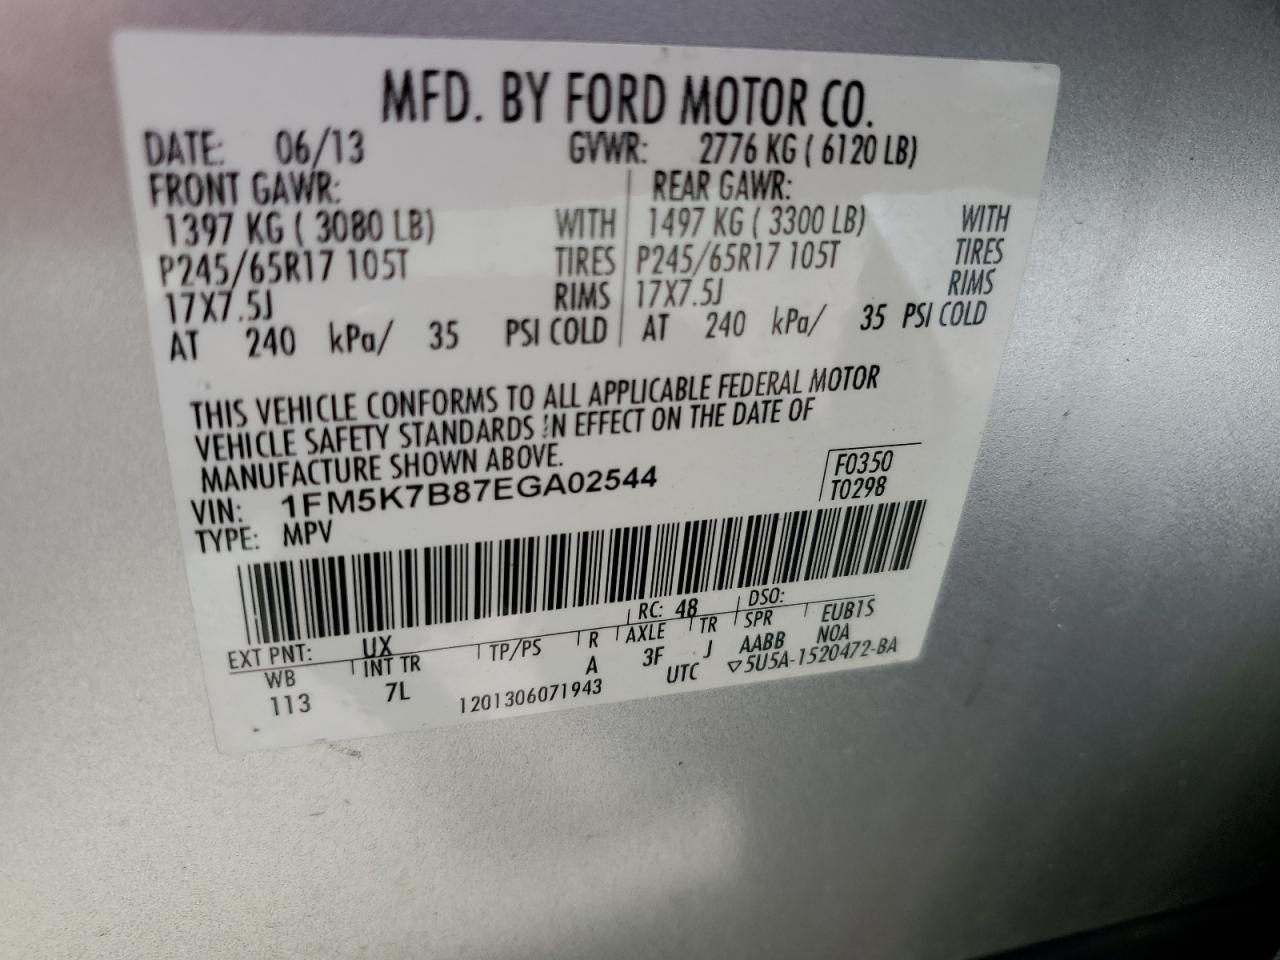 MFD. BY FORD MOTOR CO.
DATE: 06/13 GVWR: 2776 KG ( 6120 LB)
FRONT GAWR: REAR GAWR:
1397 KG ( 3080 LB) WITH 1497 KG ( 3300 LB) WITH
P245/65R17 105T TIRES P245/65R17 105T TIRES
17X7.5J RIMS 17X7.5J RIMS
AT 240 kPa/ 35 PSI COLD AT 240 kPa/ 35 PSI COLD
THIS VEHICLE CONFORMS TO ALL APPLICABLE FEDERAL MOTOR
VEHICLE SAFETY STANDARDS IN EFFECT ON THE DATE OF
MANUFACTURE SHOWN ABOVE.
VIN: 1FM5K7B87EGA02544 F0350
TYPE: MPV T0298
RC: 48 DSO:
EXT PNT: UX
WB INT TR TP/PS R AXLE TR SPR EUB1S
113 7L A 3F J AABB NOA
1201306071943 UTC ▽5U5A-1520472-BA